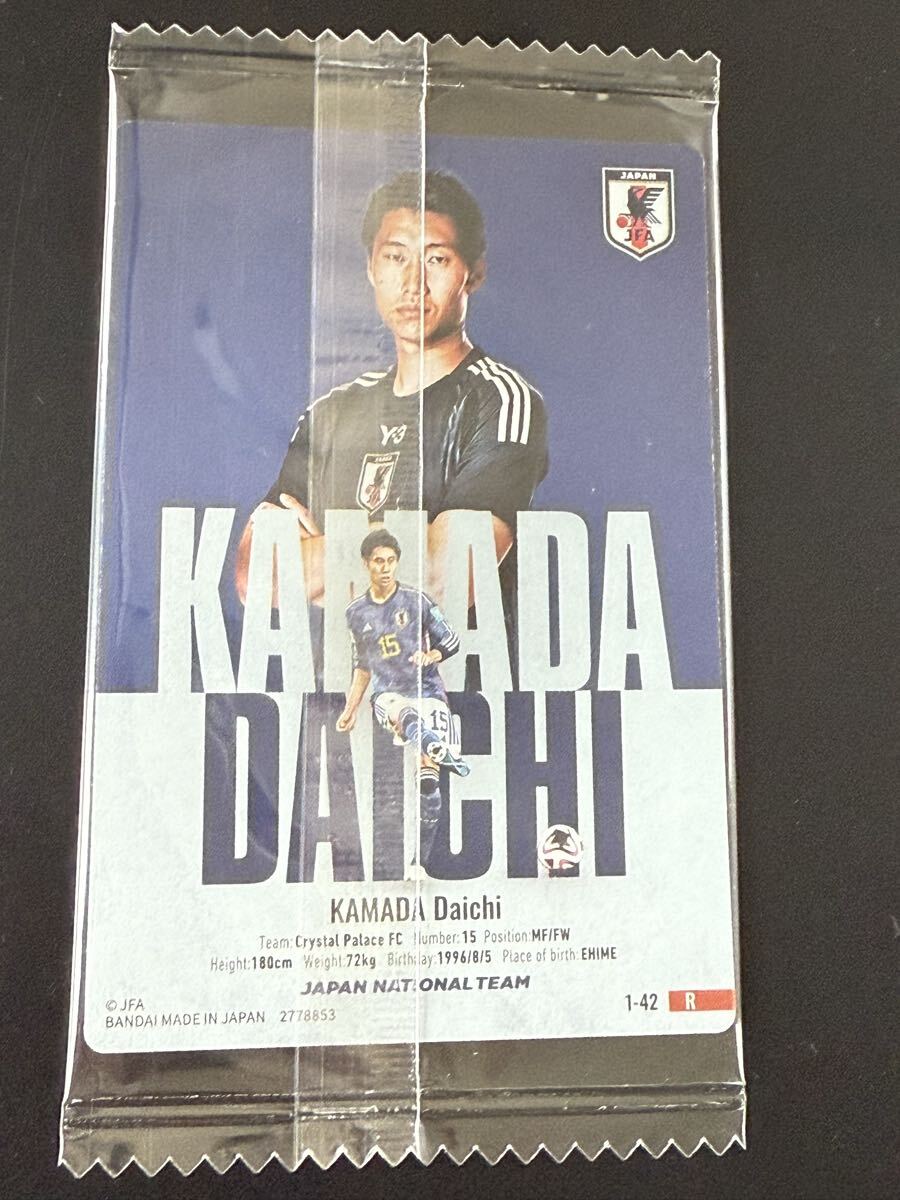 JAPAN
JFA
Y-3
KAMADA
15
15
DAICHI
KAMADA Daichi
Team:Crystal Palace FC Number:15 Position:MF/FW
Height:180cm Weight:72kg Birthday:1996/8/5 Place of birth:EHIME
JAPAN NATIONAL TEAM
© JFA
BANDAI MADE IN JAPAN 2778853
1-42 R